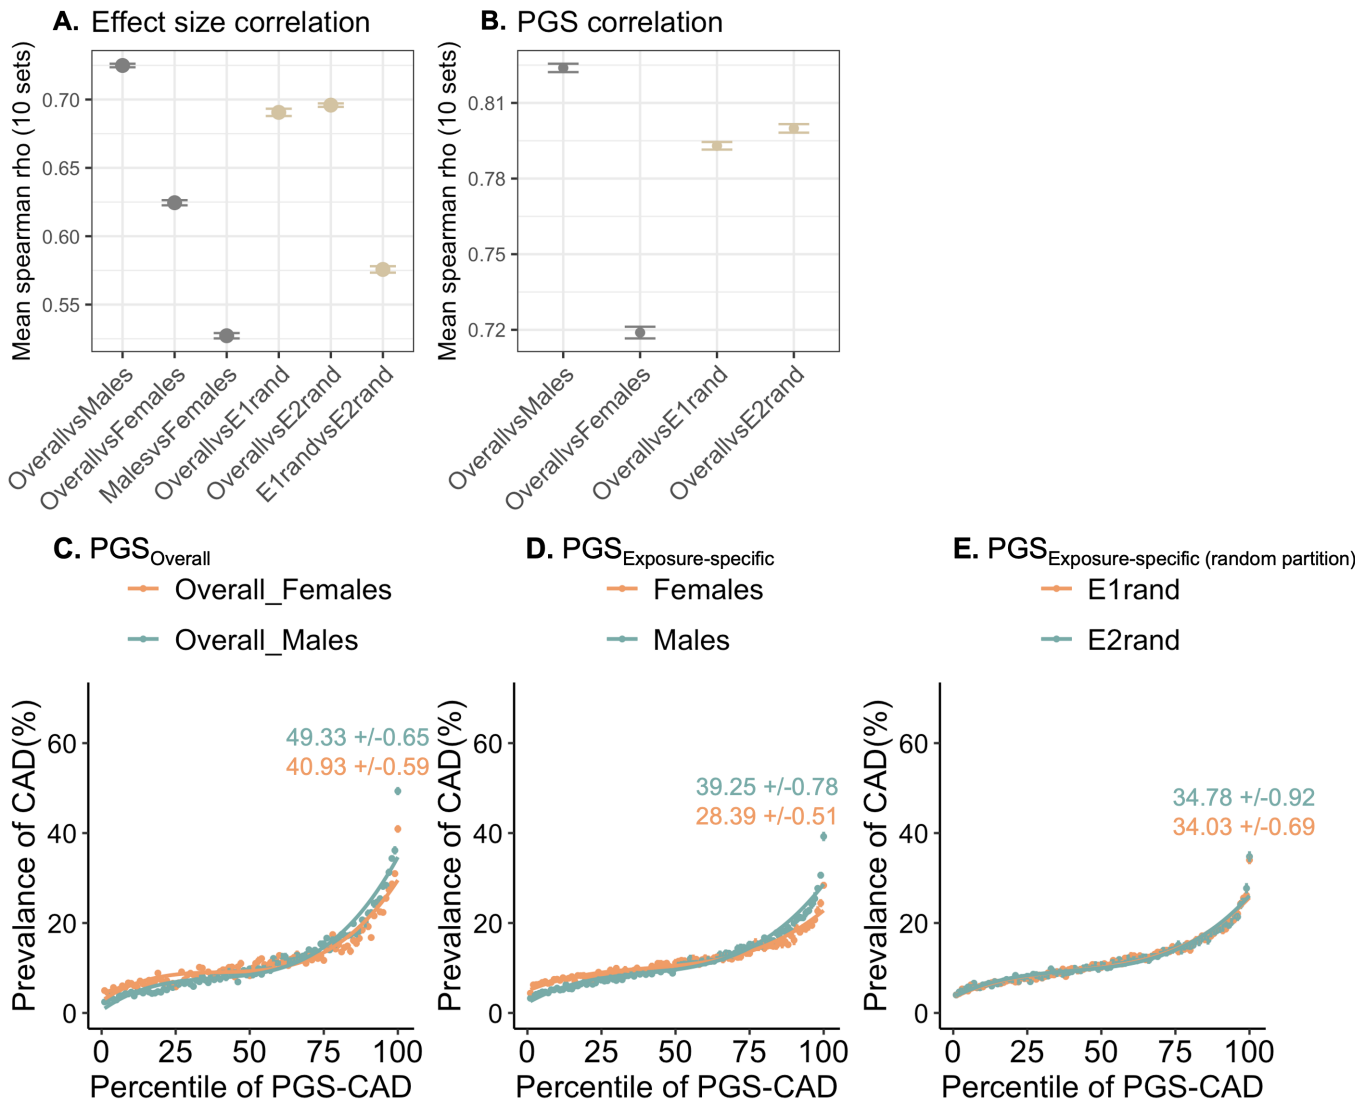 A. Effect size correlation
Mean spearman rho (10 sets)
0.70
0.65
0.60
0.55
OverallvsMales
OverallvsFemales
MalesvsFemales
OverallvsE1rand
OverallvsE2rand
E1randvsE2rand
B. PGS correlation
Mean spearman rho (10 sets)
0.81
0.78
0.75
0.72
OverallvsMales
OverallvsFemales
OverallvsE1rand
OverallvsE2rand
C. PGSOverall
Overall_Females
Overall_Males
Prevalance of CAD(%)
60
40
20
0
49.33 +/-0.65
40.93 +/-0.59
0 25 50 75 100
Percentile of PGS-CAD
D. PGSExposure-specific
Females
Males
Prevalance of CAD(%)
60
40
20
0
39.25 +/-0.78
28.39 +/-0.51
0 25 50 75 100
Percentile of PGS-CAD
E. PGSExposure-specific (random partition)
E1rand
E2rand
Prevalance of CAD(%)
60
40
20
0
34.78 +/-0.92
34.03 +/-0.69
0 25 50 75 100
Percentile of PGS-CAD